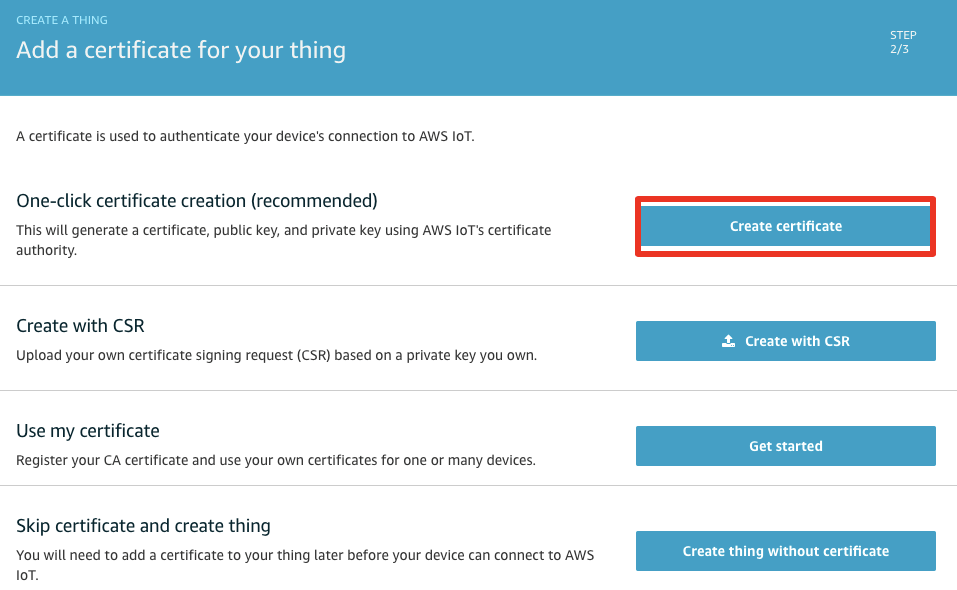 CREATE A THING
Add a certificate for your thing
STEP
2/3
A certificate is used to authenticate your device's connection to AWS IoT.
One-click certificate creation (recommended)
This will generate a certificate, public key, and private key using AWS IoT's certificate
authority.
Create certificate
Create with CSR
Upload your own certificate signing request (CSR) based on a private key you own.
Create with CSR
Use my certificate
Register your CA certificate and use your own certificates for one or many devices.
Get started
Skip certificate and create thing
You will need to add a certificate to your thing later before your device can connect to AWS
IoT.
Create thing without certificate